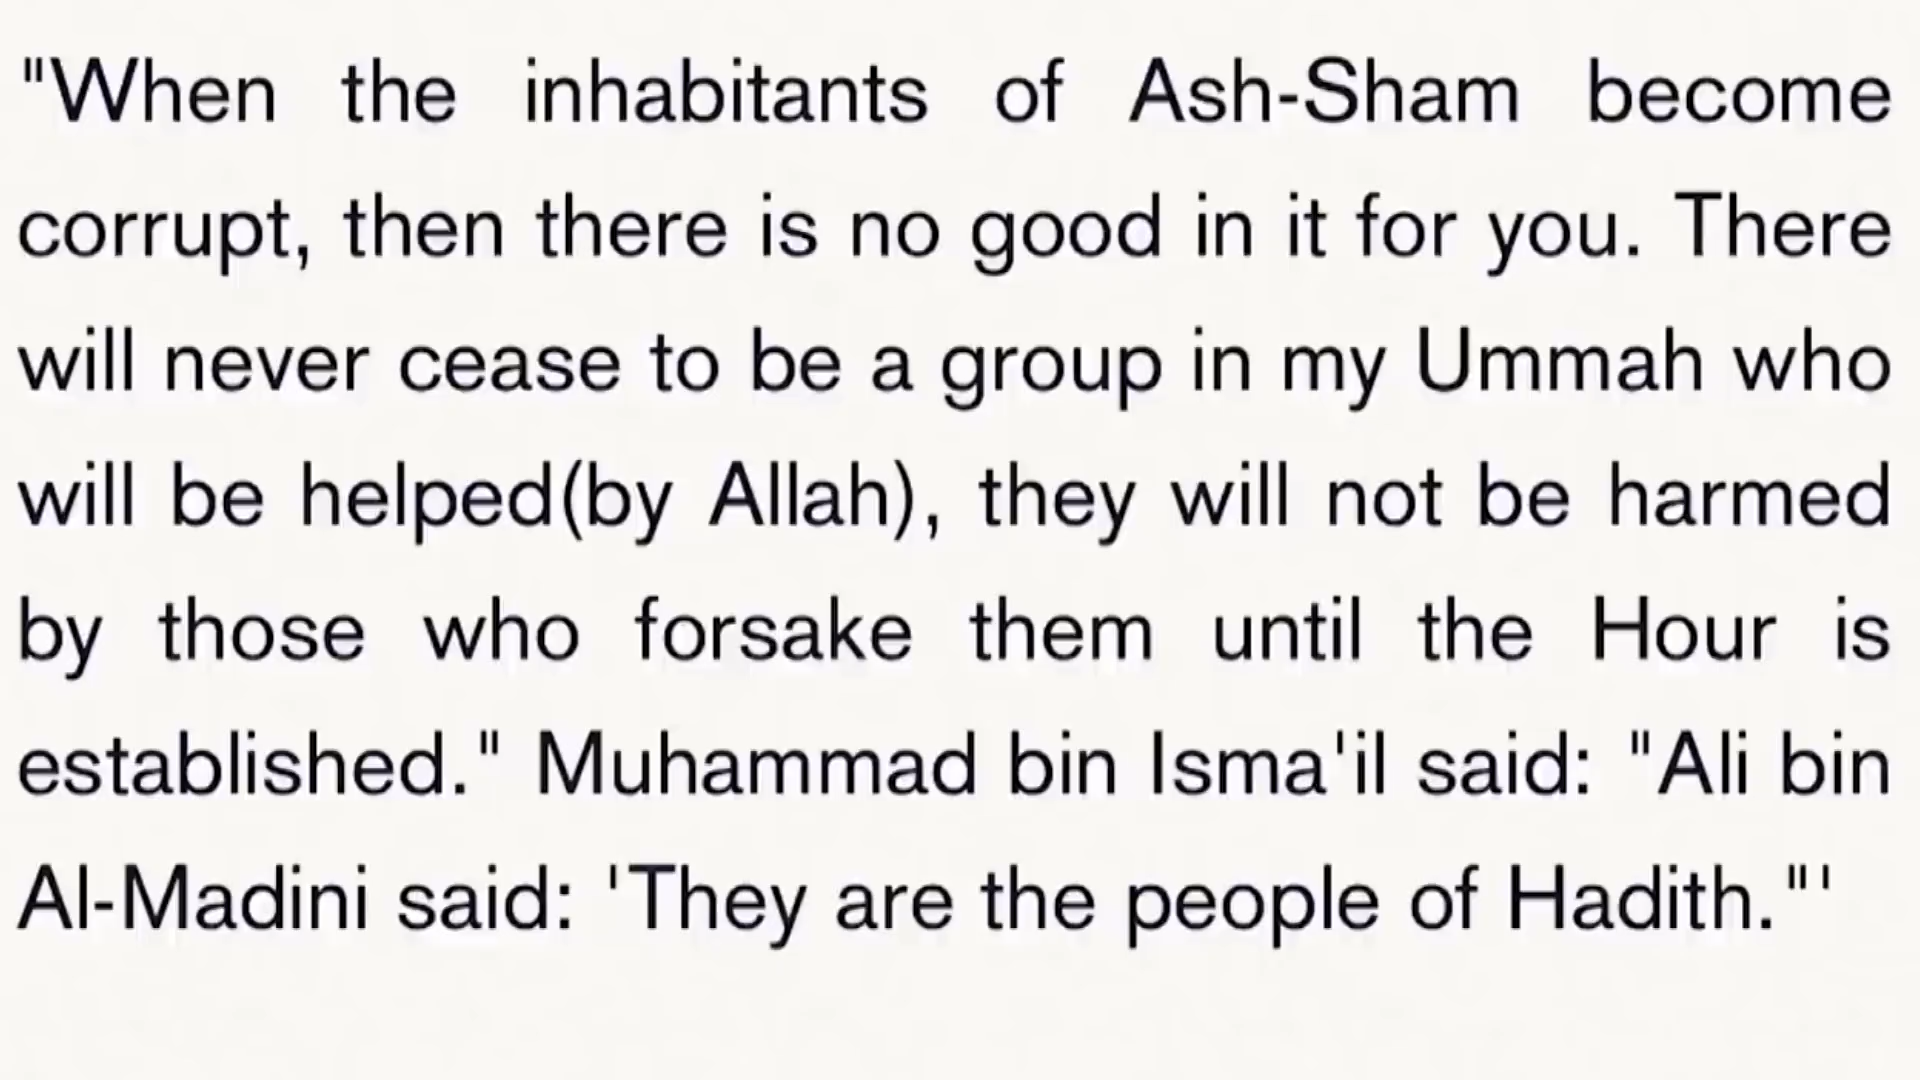 "When the inhabitants of Ash-Sham become
corrupt, then there is no good in it for you. There
will never cease to be a group in my Ummah who
will be helped(by Allah), they will not be harmed
by those who forsake them until the Hour is
established." Muhammad bin Isma'il said: "Ali bin
Al-Madini said: 'They are the people of Hadith."'